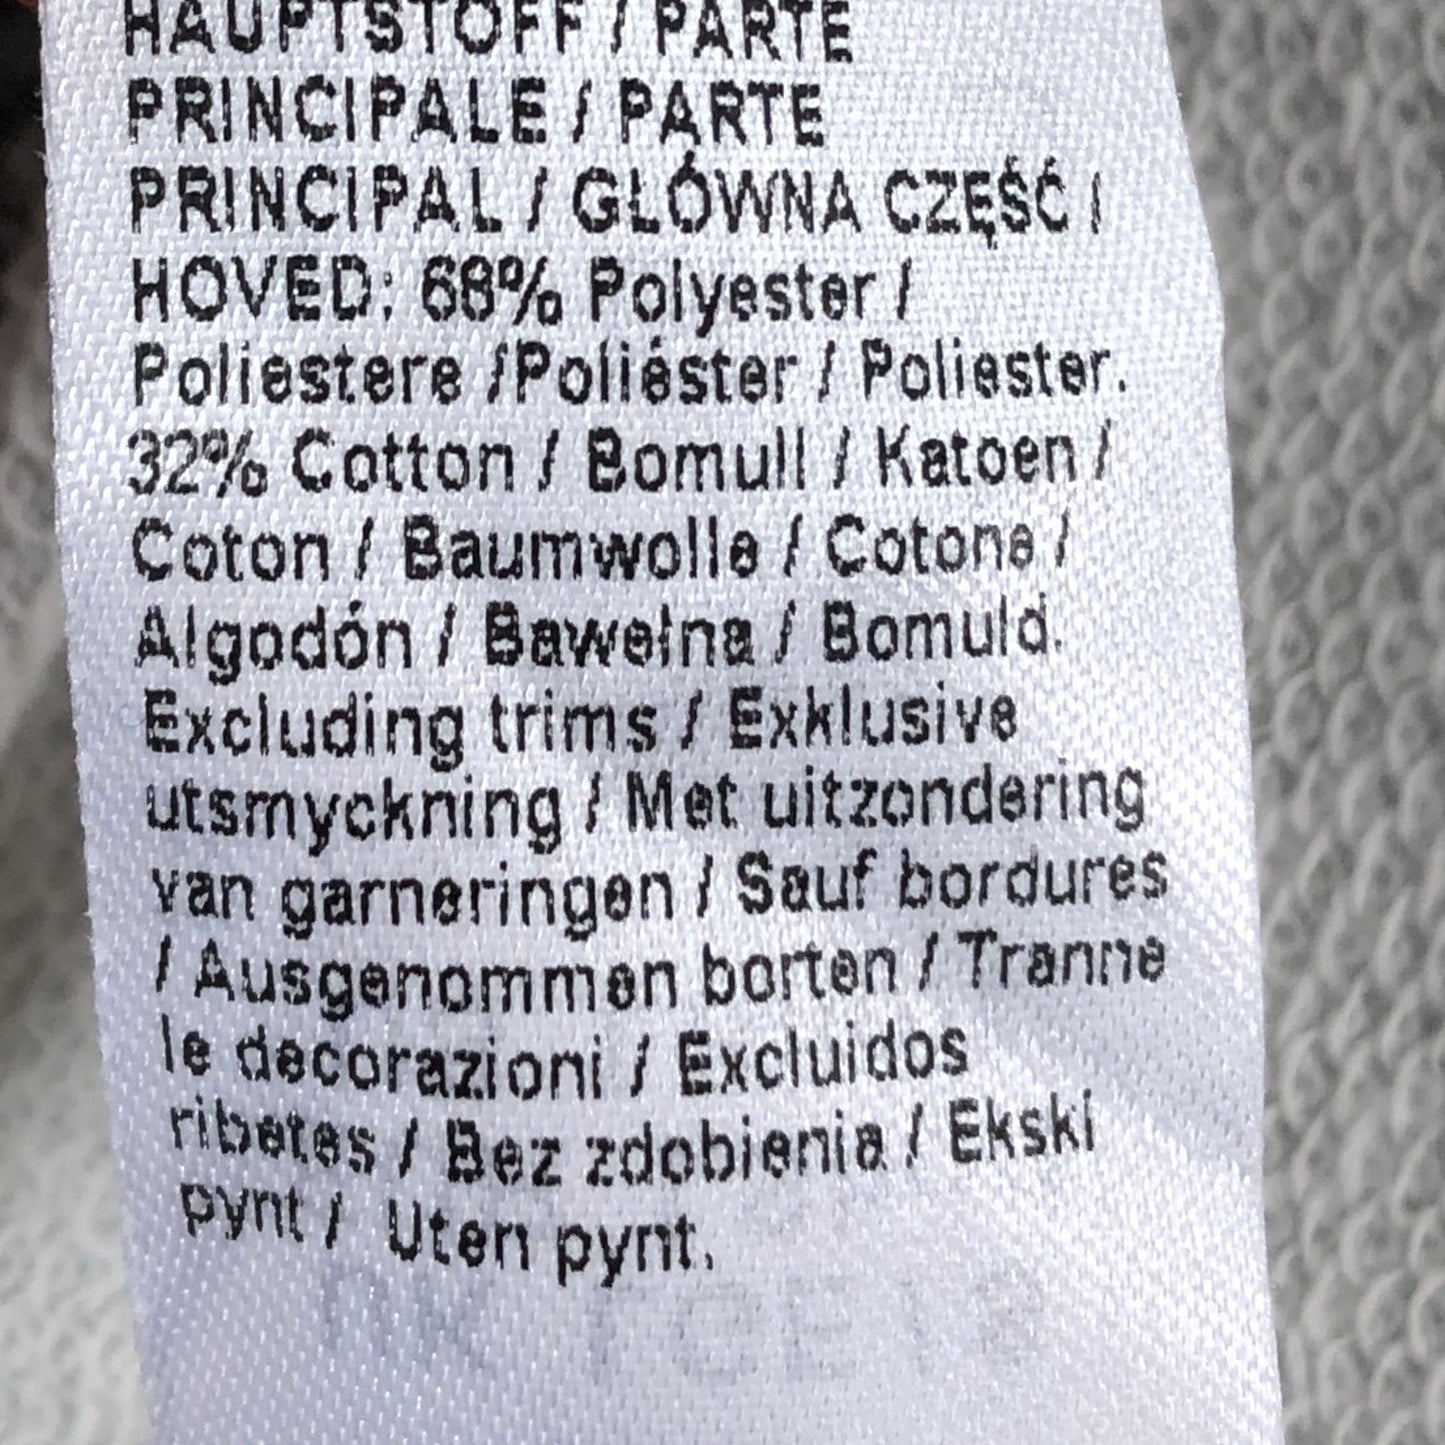 HAUPTSTOFF / PARTE
PRINCIPALE / PARTE
PRINCIPAL / GŁÓWNA CZĘŚĆ /
HOVED: 68% Polyester /
Poliestere /Poliéster / Poliester.
32% Cotton / Bomull / Katoen /
Coton / Baumwolle / Cotone /
Algodón / Bawełna / Bomuld.
Excluding trims / Exklusive
utsmyckning / Met uitzondering
van garneringen / Sauf bordures
/ Ausgenommen borten / Tranne
le decorazioni / Excluidos
ribetes / Bez zdobienia / Ekski
pynt / Uten pynt.